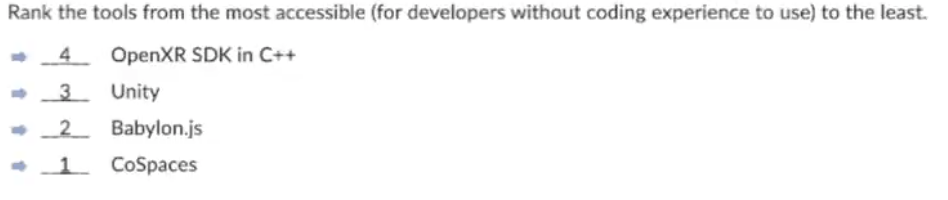 Rank the tools from the most accessible (for developers without coding experience to use) to the least.
4 OpenXR SDK in C++
3 Unity
2 Babylon.js
1 CoSpaces